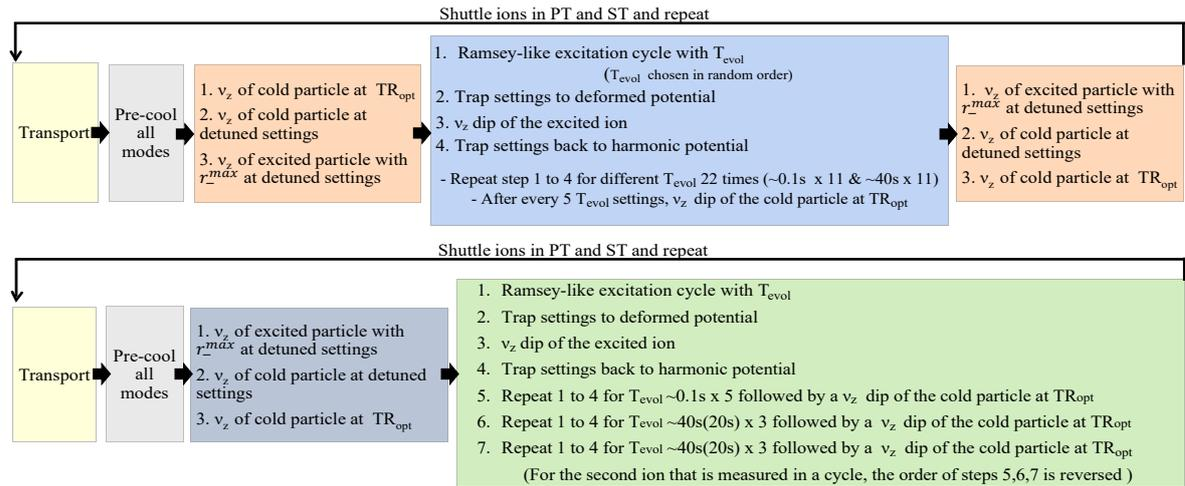 Shuttle ions in PT and ST and repeat
Transport
Pre-cool
all
modes
1. ν_z of cold particle at TR_opt
2. ν_z of cold particle at
detuned settings
3. ν_z of excited particle with
r_-^max at detuned settings
1. Ramsey-like excitation cycle with T_evol
(T_evol chosen in random order)
2. Trap settings to deformed potential
3. ν_z dip of the excited ion
4. Trap settings back to harmonic potential
- Repeat step 1 to 4 for different T_evol 22 times (~0.1s x 11 & ~40s x 11)
- After every 5 T_evol settings, ν_z dip of the cold particle at TR_opt
1. ν_z of excited particle with
r_-^max at detuned settings
2. ν_z of cold particle at
detuned settings
3. ν_z of cold particle at TR_opt
Shuttle ions in PT and ST and repeat
Transport
Pre-cool
all
modes
1. ν_z of excited particle with
r_-^max at detuned settings
2. ν_z of cold particle at detuned
settings
3. ν_z of cold particle at TR_opt
1. Ramsey-like excitation cycle with T_evol
2. Trap settings to deformed potential
3. ν_z dip of the excited ion
4. Trap settings back to harmonic potential
5. Repeat 1 to 4 for T_evol ~0.1s x 5 followed by a ν_z dip of the cold particle at TR_opt
6. Repeat 1 to 4 for T_evol ~40s(20s) x 3 followed by a ν_z dip of the cold particle at TR_opt
7. Repeat 1 to 4 for T_evol ~40s(20s) x 3 followed by a ν_z dip of the cold particle at TR_opt
(For the second ion that is measured in a cycle, the order of steps 5,6,7 is reversed )